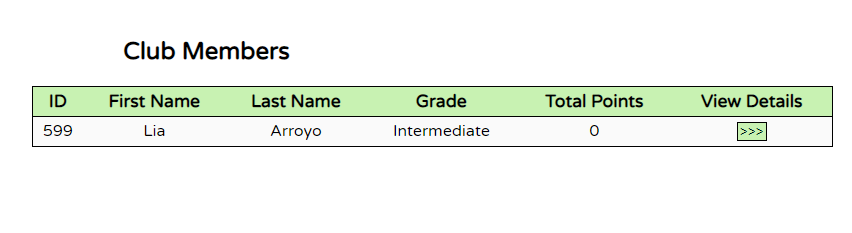 Club Members
ID First Name Last Name Grade Total Points View Details
599 Lia Arroyo Intermediate 0 >>>